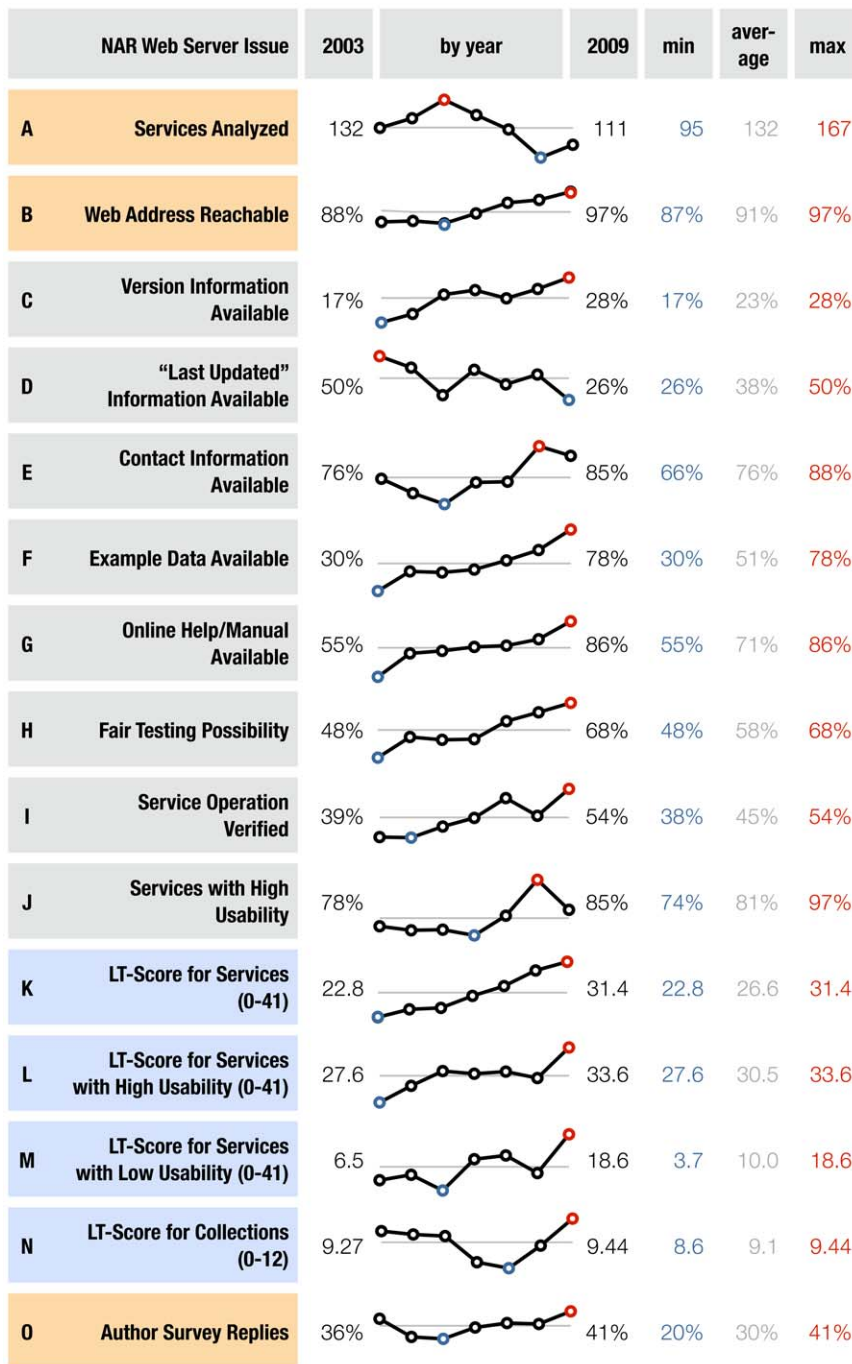 NAR Web Server Issue 2003 by year 2009 min aver-
age max
A Services Analyzed 132 111 95 132 167
B Web Address Reachable 88% 97% 87% 91% 97%
C Version Information
Available 17% 28% 17% 23% 28%
D “Last Updated”
Information Available 50% 26% 26% 38% 50%
E Contact Information
Available 76% 85% 66% 76% 88%
F Example Data Available 30% 78% 30% 51% 78%
G Online Help/Manual
Available 55% 86% 55% 71% 86%
H Fair Testing Possibility 48% 68% 48% 58% 68%
I Service Operation
Verified 39% 54% 38% 45% 54%
J Services with High
Usability 78% 85% 74% 81% 97%
K LT-Score for Services
(0-41) 22.8 31.4 22.8 26.6 31.4
L LT-Score for Services
with High Usability (0-41) 27.6 33.6 27.6 30.5 33.6
M LT-Score for Services
with Low Usability (0-41) 6.5 18.6 3.7 10.0 18.6
N LT-Score for Collections
(0-12) 9.27 9.44 8.6 9.1 9.44
O Author Survey Replies 36% 41% 20% 30% 41%